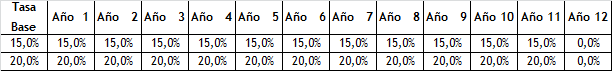 Tasa Base Año 1 Año 2 Año 3 Año 4 Año 5 Año 6 Año 7 Año 8 Año 9 Año 10 Año 11 Año 12
15,0% 15,0% 15,0% 15,0% 15,0% 15,0% 15,0% 15,0% 15,0% 15,0% 15,0% 15,0% 0,0%
20,0% 20,0% 20,0% 20,0% 20,0% 20,0% 20,0% 20,0% 20,0% 20,0% 20,0% 20,0% 0,0%